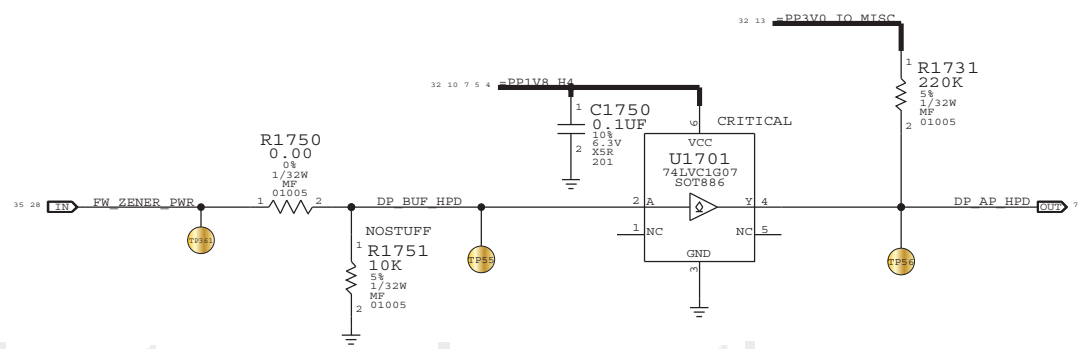 32 13 =PP3V0_IO_MISC
1
R1731
220K
5%
1/32W
MF
01005
2
32 10 7 5 4 =PP1V8_H4
1
C1750
0.1UF
10%
6.3V
X5R
201
2
CRITICAL
6
VCC
U1701
74LVC1G07
SOT886
R1750
0.00
0%
1/32W
MF
01005
35 28 IN FW_ZENER_PWR 1 2 DP_BUF_HPD 2 A Y 4 DP_AP_HPD OUT 7
1 NC NC 5
GND
3
TP361
NOSTUFF
1
R1751
10K
5%
1/32W
MF
01005
2
TP55
TP56